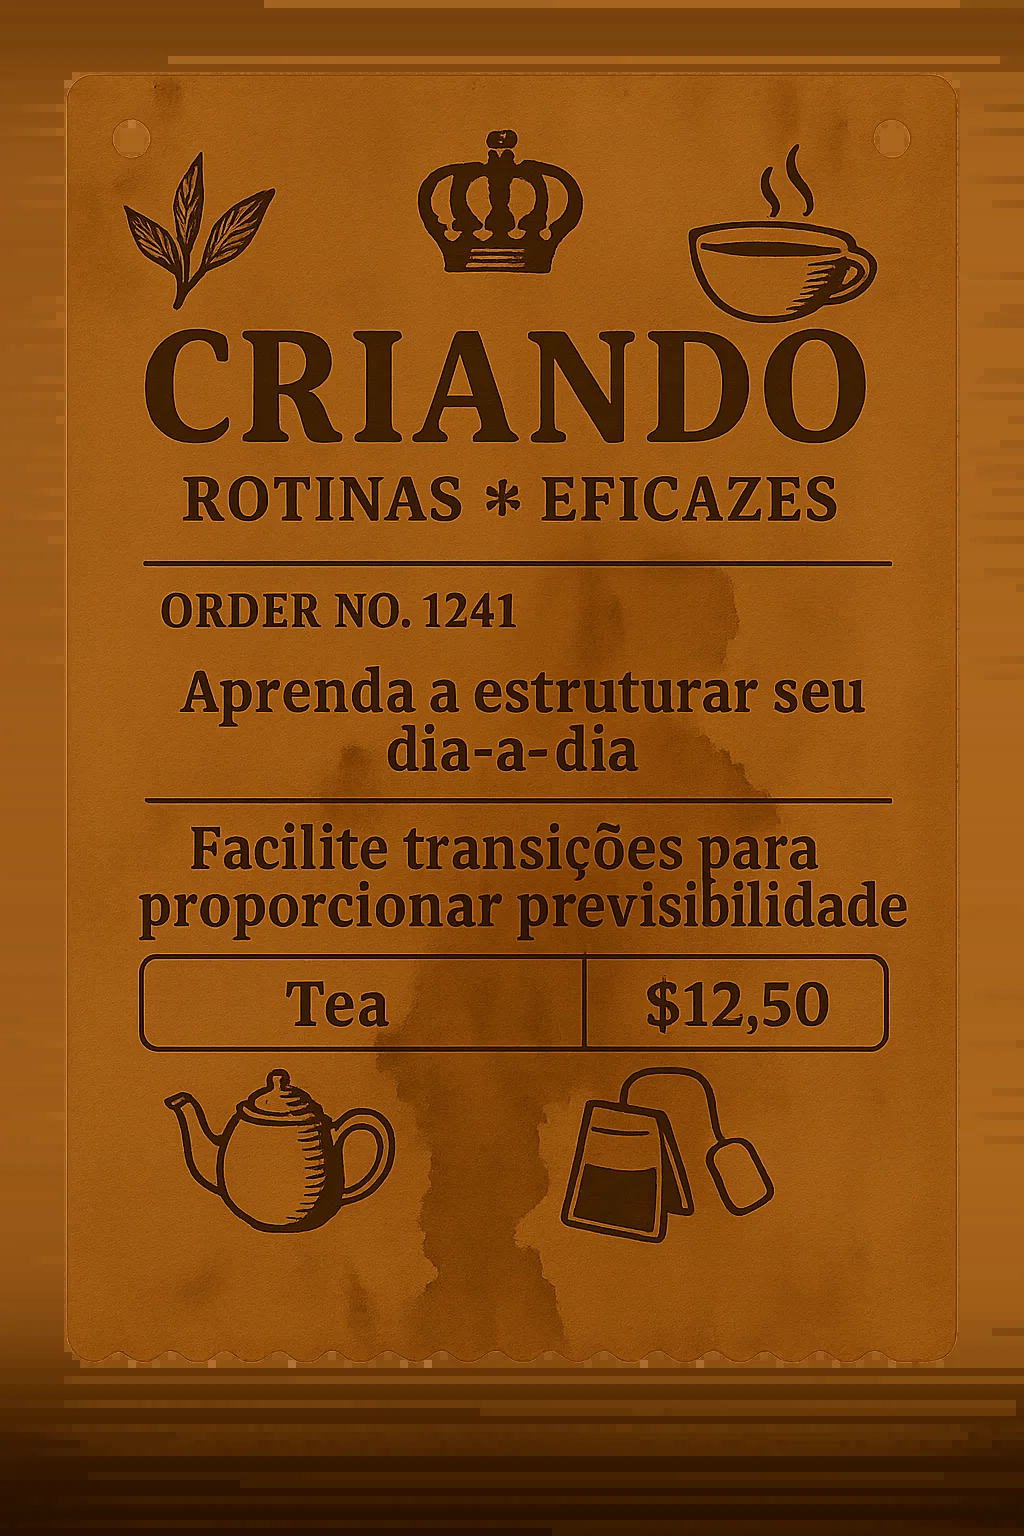 CRIANDO
ROTINAS * EFICAZES
ORDER NO. 1241
Aprenda a estruturar seu
dia-a-dia
Facilite transições para
proporcionar previsibilidade
Tea $12,50